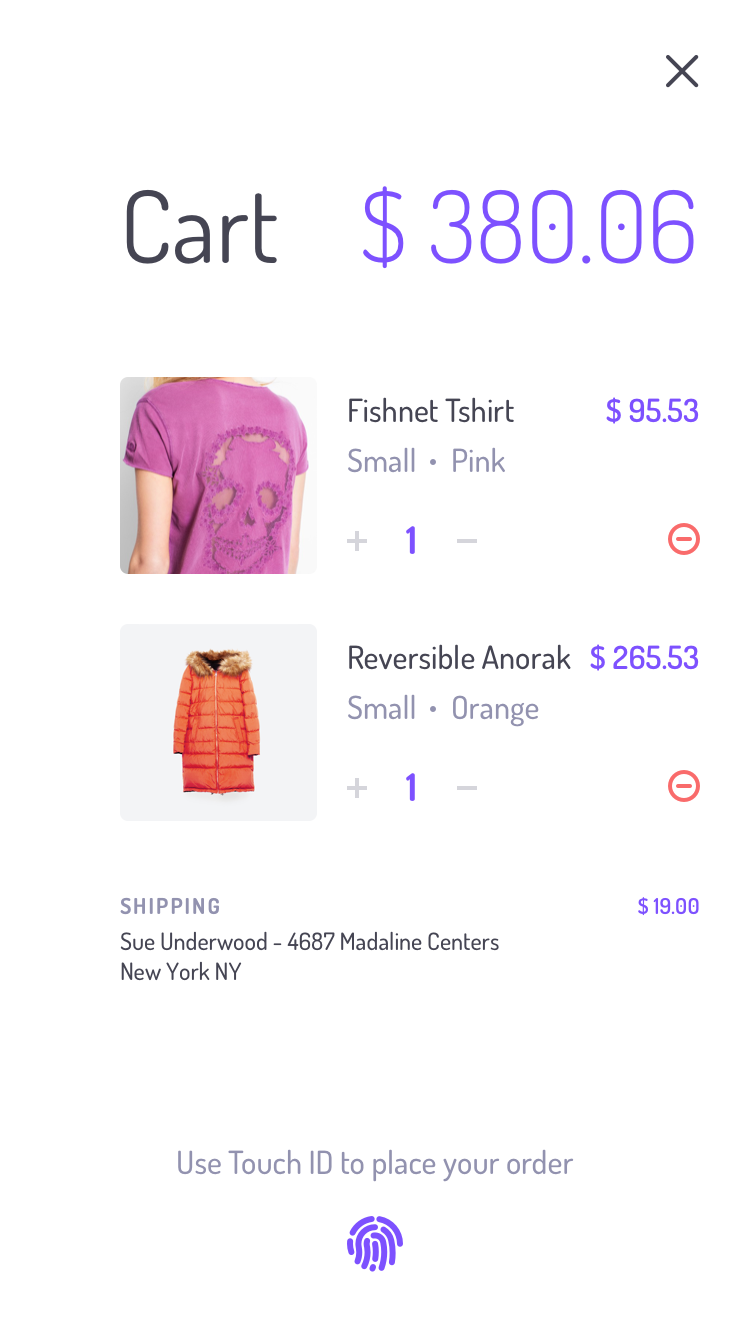 Cart $ 380.06
Fishnet Tshirt $ 95.53
Small • Pink
+ 1 −
Reversible Anorak $ 265.53
Small • Orange
+ 1 −
SHIPPING $ 19.00
Sue Underwood - 4687 Madaline Centers
New York NY
Use Touch ID to place your order